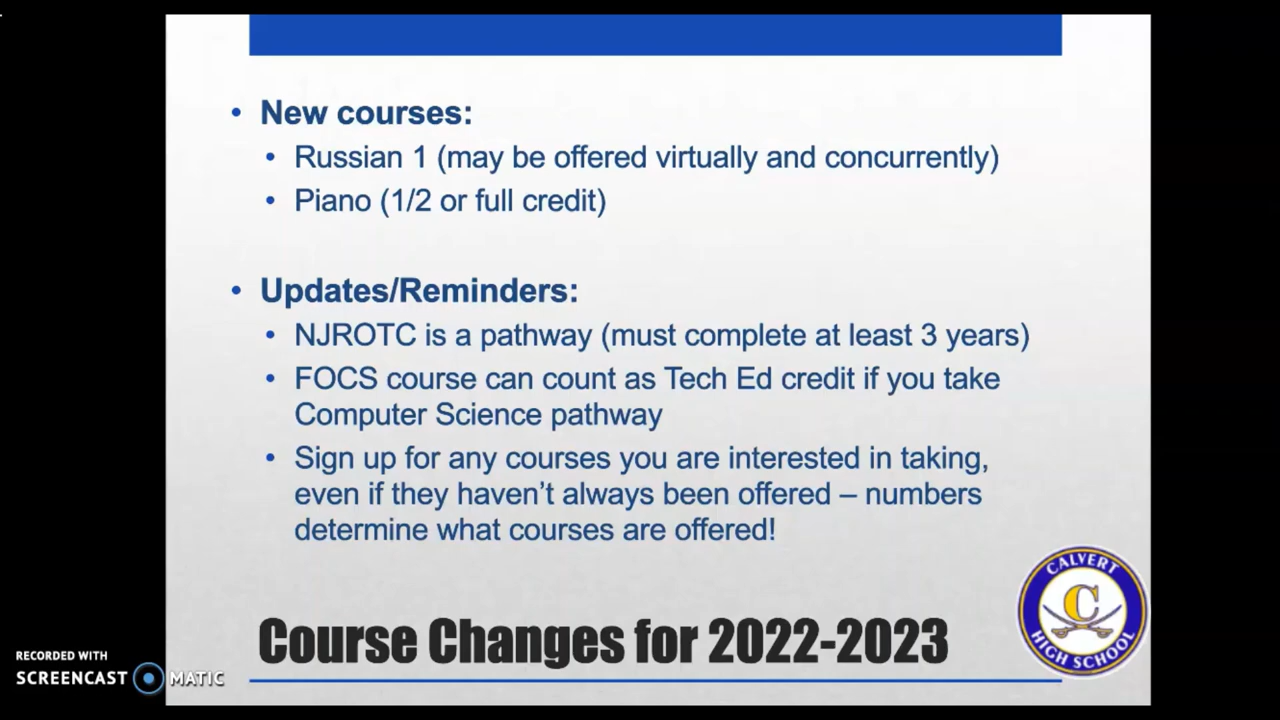 • New courses:
• Russian 1 (may be offered virtually and concurrently)
• Piano (1/2 or full credit)
• Updates/Reminders:
• NJROTC is a pathway (must complete at least 3 years)
• FOCS course can count as Tech Ed credit if you take
Computer Science pathway
• Sign up for any courses you are interested in taking,
even if they haven’t always been offered – numbers
determine what courses are offered!
Course Changes for 2022-2023
CALVERT
C
HIGH SCHOOL
RECORDED WITH
SCREENCAST MATIC